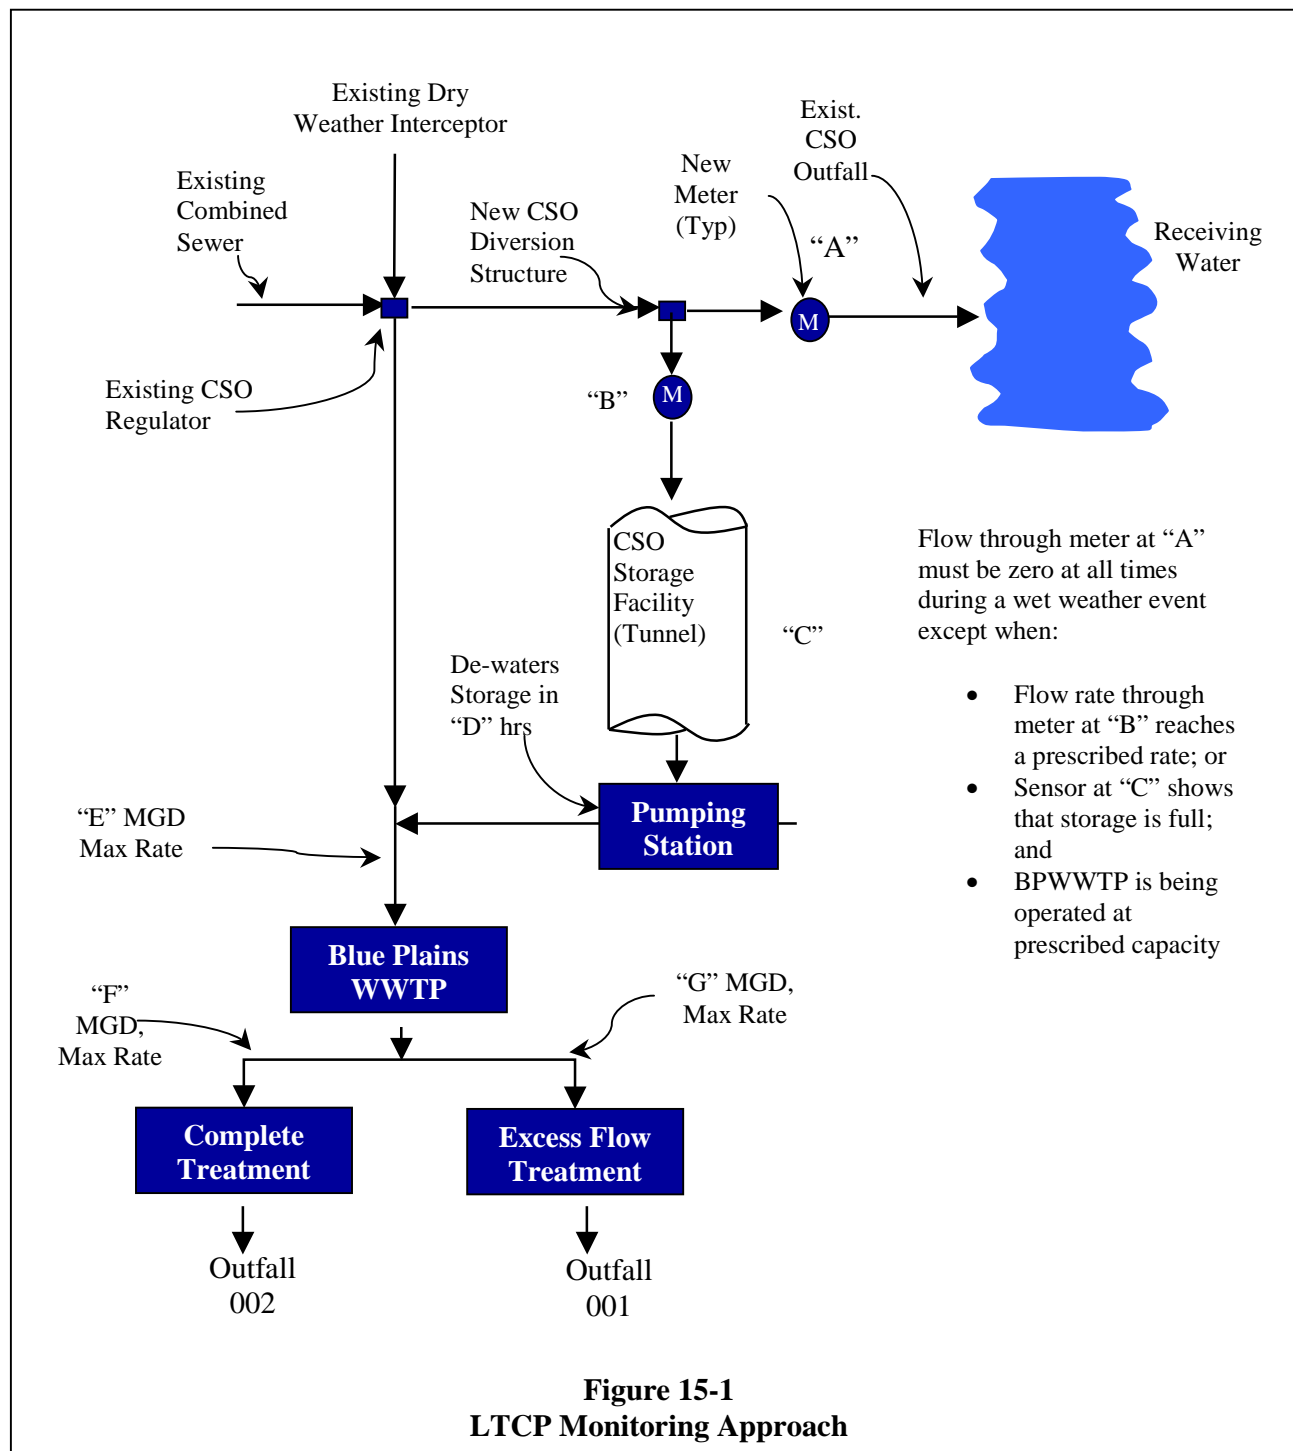 Existing Dry
Weather Interceptor
Exist.
CSO
Outfall
New
Meter
(Typ)
Existing
Combined
Sewer
New CSO
Diversion
Structure
“A”
Receiving
Water
M
Existing CSO
Regulator
“B”
M
CSO
Storage
Facility
(Tunnel)
“C”
Flow through meter at “A”
must be zero at all times
during a wet weather event
except when:
• Flow rate through
meter at “B” reaches
a prescribed rate; or
• Sensor at “C” shows
that storage is full;
and
• BPWWTP is being
operated at
prescribed capacity
De-waters
Storage in
“D” hrs
Pumping
Station
“E” MGD
Max Rate
Blue Plains
WWTP
“F”
MGD,
Max Rate
“G” MGD,
Max Rate
Complete
Treatment
Excess Flow
Treatment
Outfall
002
Outfall
001
Figure 15-1
LTCP Monitoring Approach